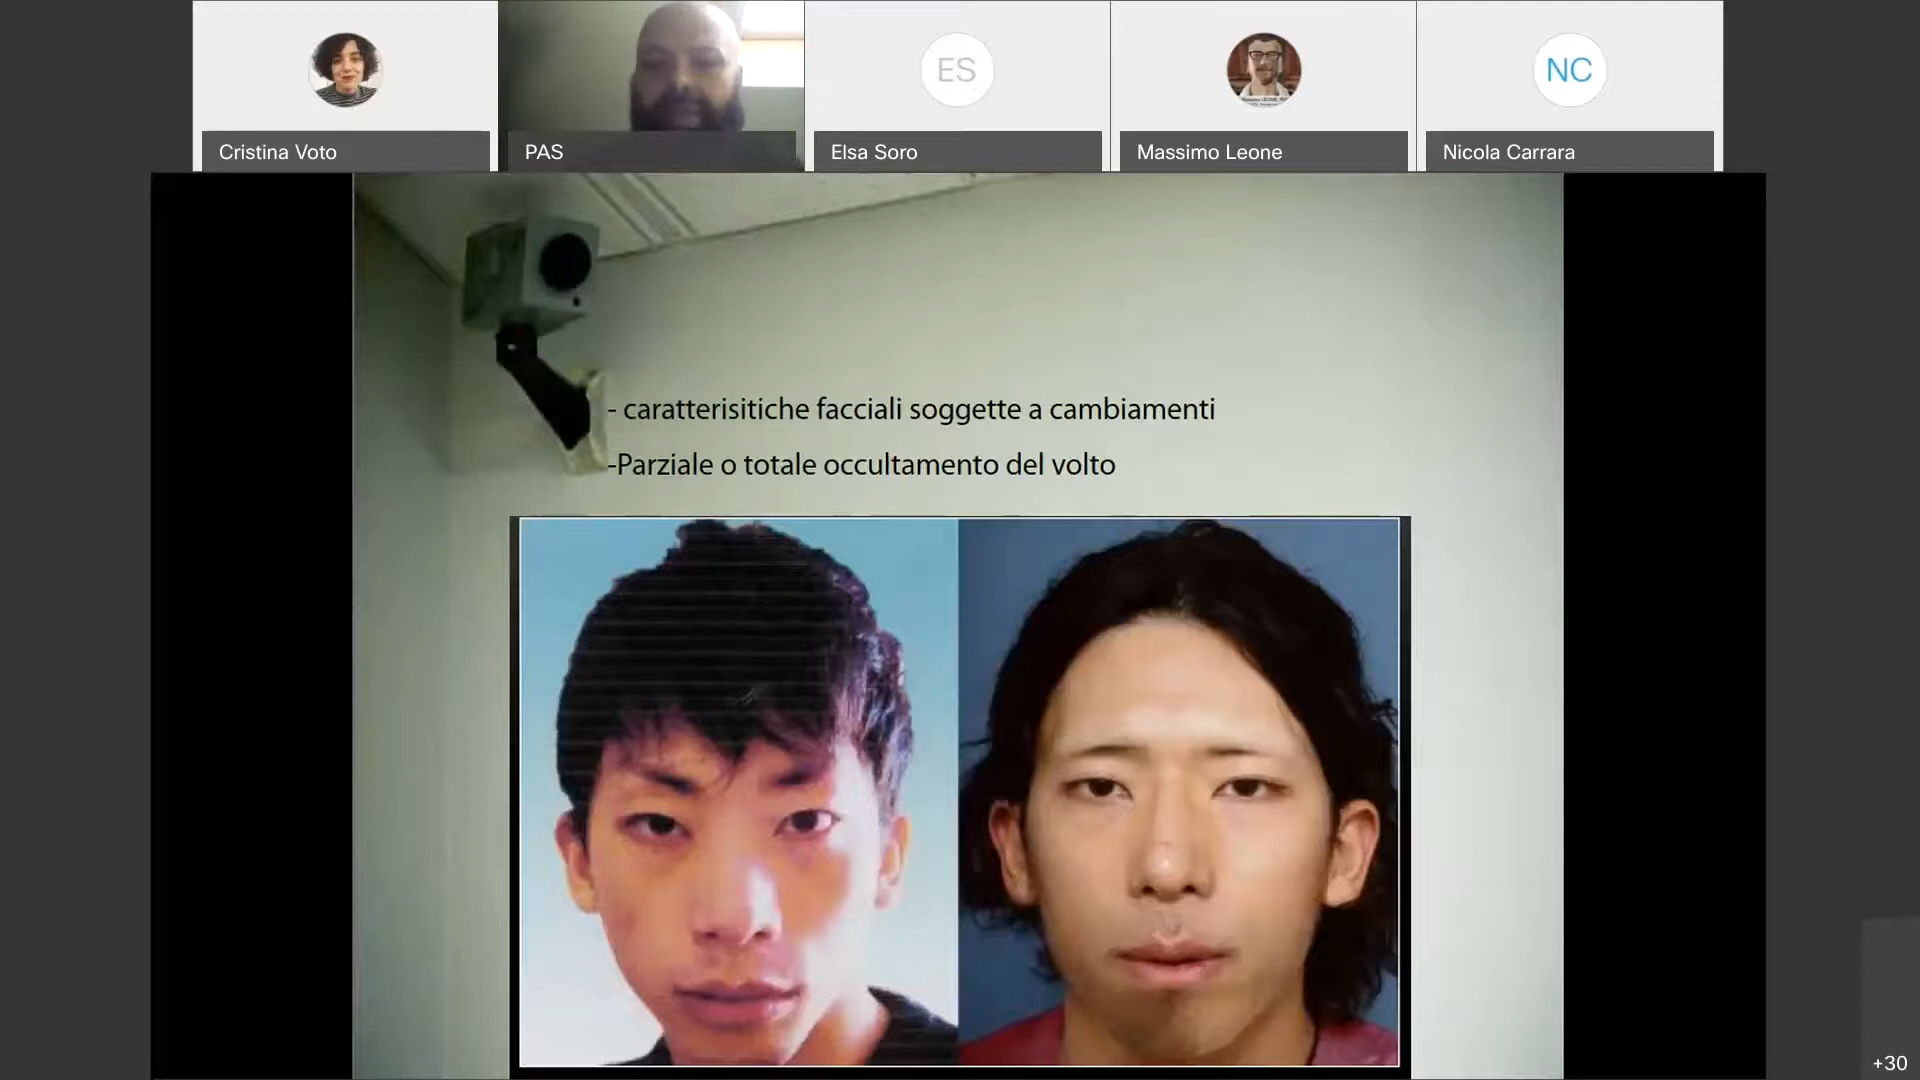 ES
NC
Cristina Voto
PAS
Elsa Soro
Massimo Leone
Nicola Carrara
- caratterisitiche facciali soggette a cambiamenti
-Parziale o totale occultamento del volto
+30